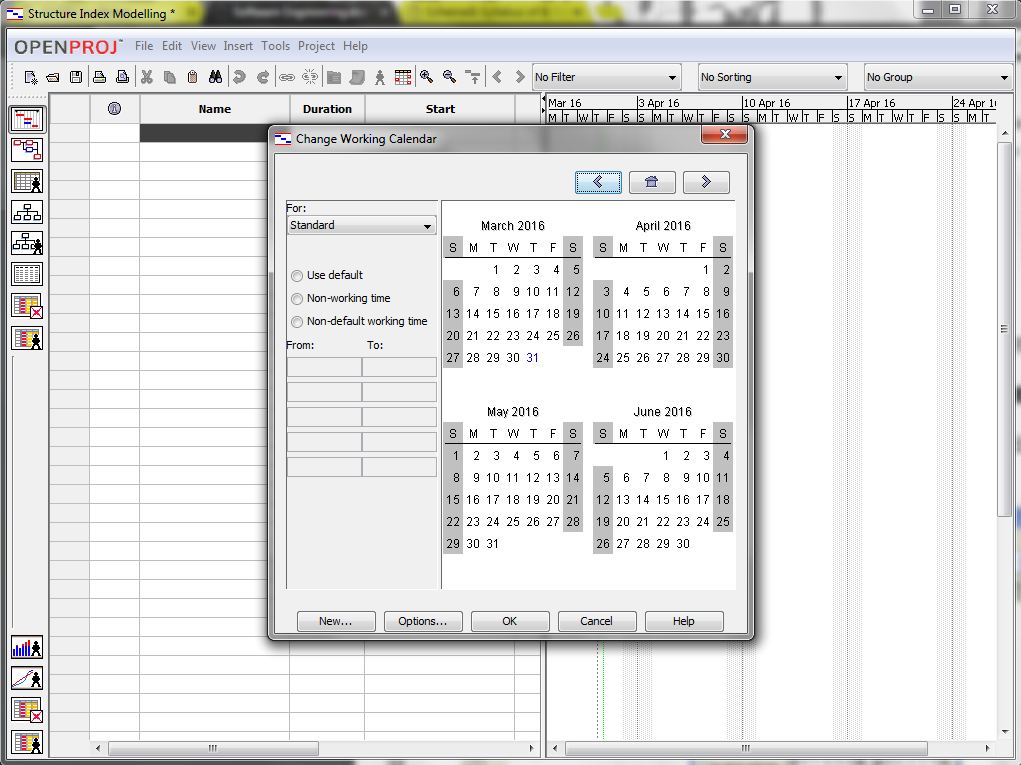 Structure Index Modelling *
OPENPROJ™ File Edit View Insert Tools Project Help
No Filter No Sorting No Group
Name Duration Start
Mar 16 3 Apr 16 10 Apr 16 17 Apr 16 24 Apr 1
M T W T F S S M T W T F S S M T W T F S S M T W T F S S M T
Change Working Calendar
For:
Standard
Use default
Non-working time
Non-default working time
From: To:
March 2016
S M T W T F S
1 2 3 4 5
6 7 8 9 10 11 12
13 14 15 16 17 18 19
20 21 22 23 24 25 26
27 28 29 30 31
April 2016
S M T W T F S
1 2
3 4 5 6 7 8 9
10 11 12 13 14 15 16
17 18 19 20 21 22 23
24 25 26 27 28 29 30
May 2016
S M T W T F S
1 2 3 4 5 6 7
8 9 10 11 12 13 14
15 16 17 18 19 20 21
22 23 24 25 26 27 28
29 30 31
June 2016
S M T W T F S
1 2 3 4
5 6 7 8 9 10 11
12 13 14 15 16 17 18
19 20 21 22 23 24 25
26 27 28 29 30
New... Options... OK Cancel Help